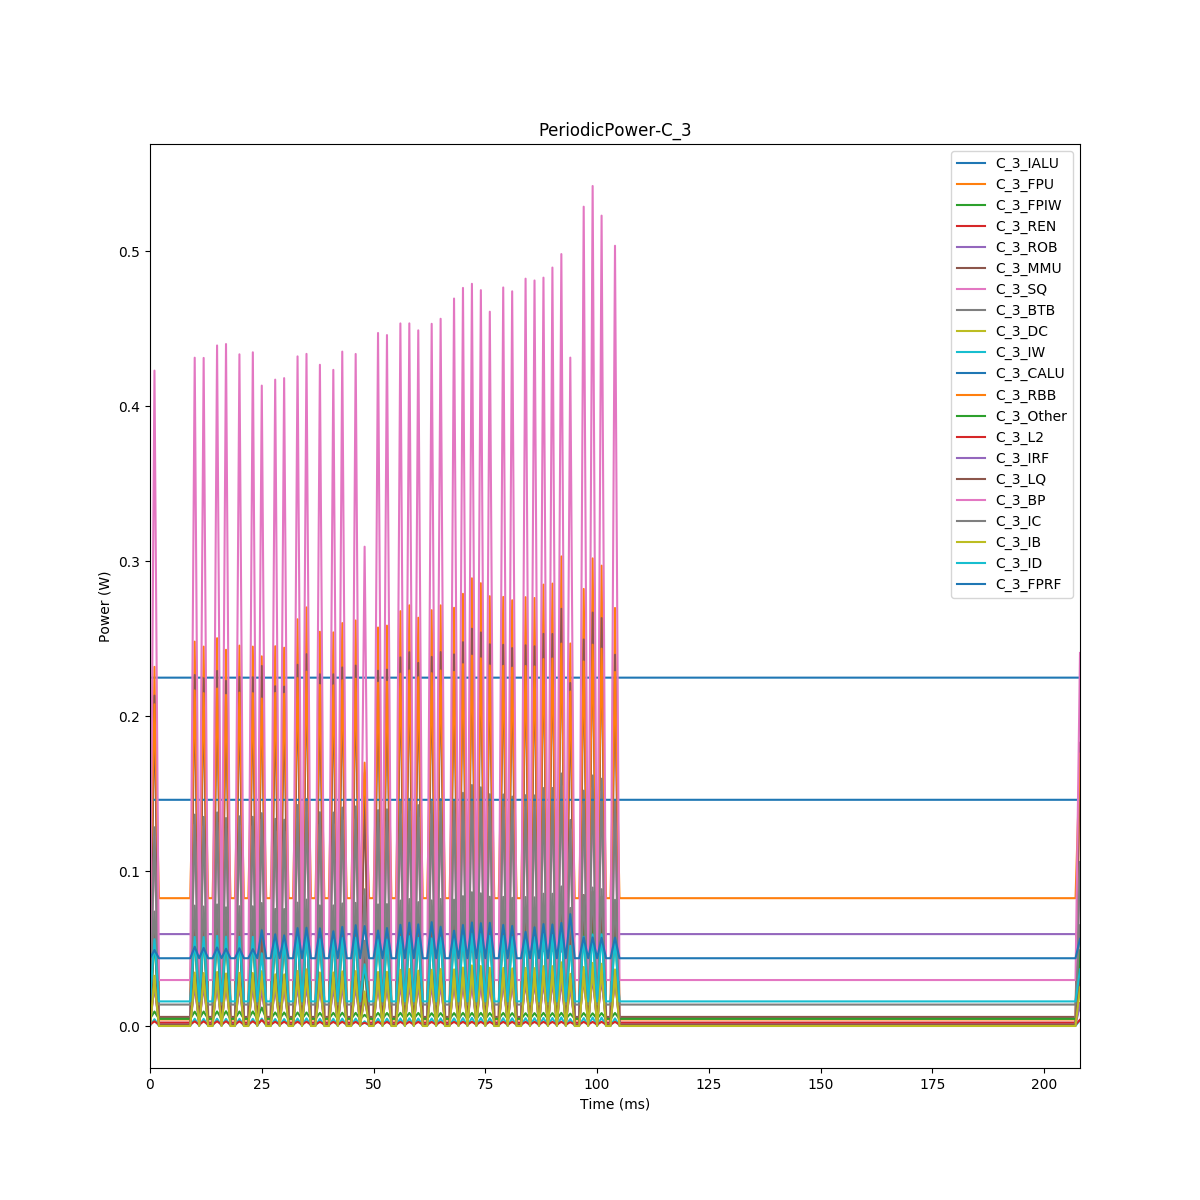 PeriodicPower-C_3
Power (W)
0.5
0.4
0.3
0.2
0.1
0.0
0
25
50
75
100
125
150
175
200
Time (ms)
C_3_IALU
C_3_FPU
C_3_FPIW
C_3_REN
C_3_ROB
C_3_MMU
C_3_SQ
C_3_BTB
C_3_DC
C_3_IW
C_3_CALU
C_3_RBB
C_3_Other
C_3_L2
C_3_IRF
C_3_LQ
C_3_BP
C_3_IC
C_3_IB
C_3_ID
C_3_FPRF